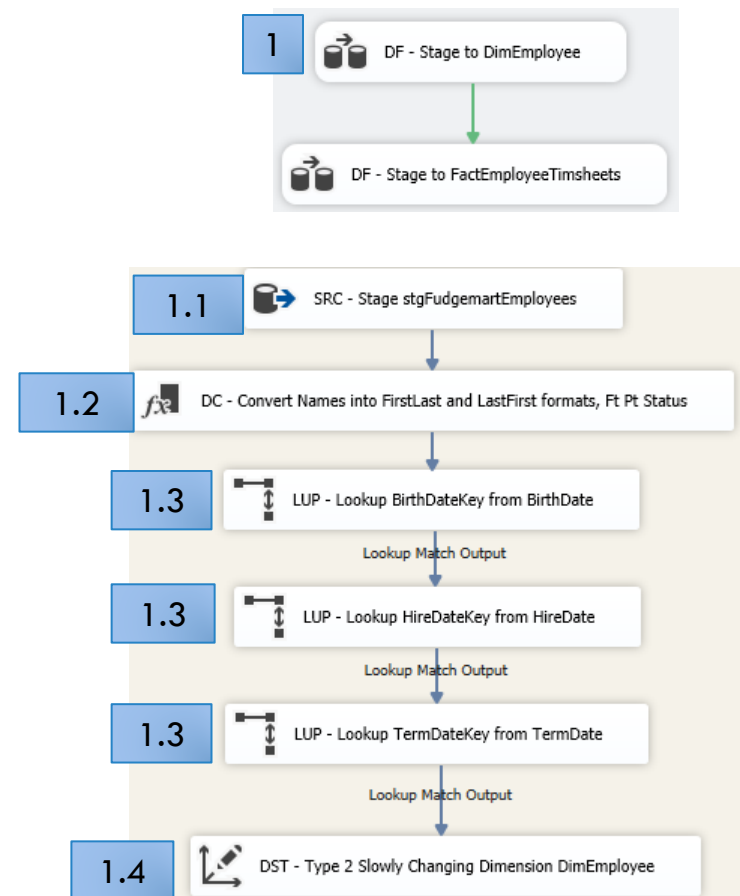 1
DF - Stage to DimEmployee
DF - Stage to FactEmployeeTimsheets
1.1
SRC - Stage stgFudgemartEmployees
1.2
fx
DC - Convert Names into FirstLast and LastFirst formats, Ft Pt Status
1.3
LUP - Lookup BirthDateKey from BirthDate
Lookup Match Output
1.3
LUP - Lookup HireDateKey from HireDate
Lookup Match Output
1.3
LUP - Lookup TermDateKey from TermDate
Lookup Match Output
1.4
DST - Type 2 Slowly Changing Dimension DimEmployee